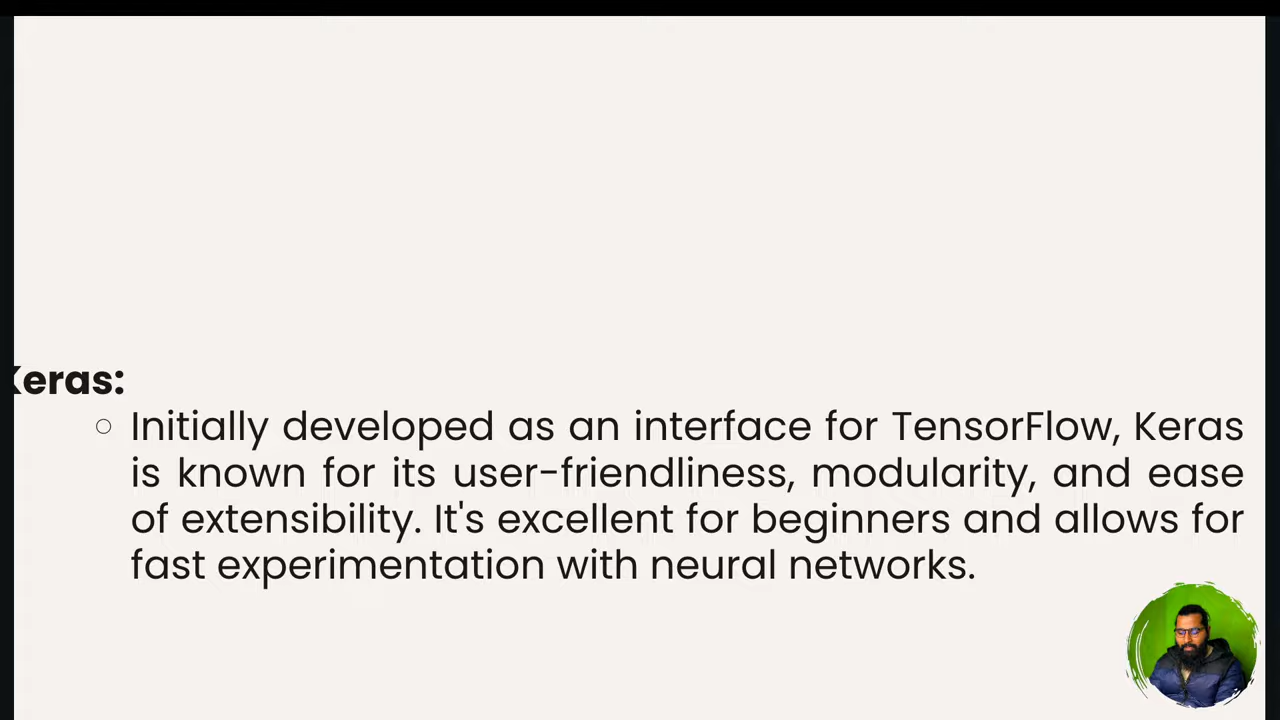 Keras:
Initially developed as an interface for TensorFlow, Keras
is known for its user-friendliness, modularity, and ease
of extensibility. It's excellent for beginners and allows for
fast experimentation with neural networks.